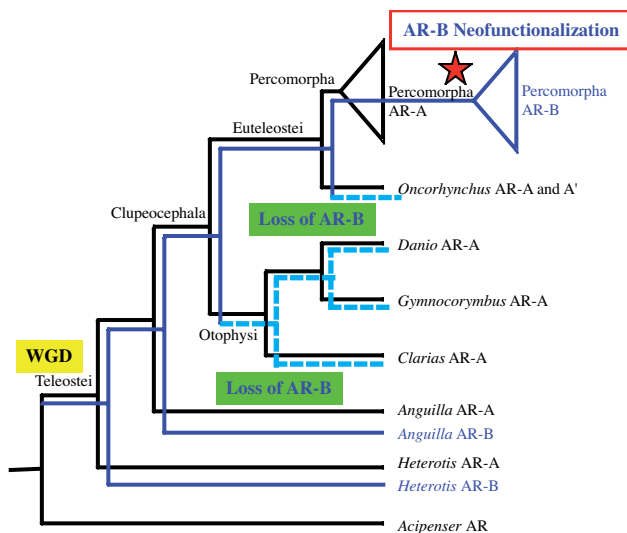 AR-B Neofunctionalization
Percomorpha
Percomorpha
AR-A
Percomorpha
AR-B
Euteleostei
Oncorhynchus AR-A and A'
Clupeocephala
Loss of AR-B
Danio AR-A
Gymnocorymbus AR-A
Otophysi
WGD
Clarias AR-A
Teleostei
Loss of AR-B
Anguilla AR-A
Anguilla AR-B
Heterotis AR-A
Heterotis AR-B
Acipenser AR